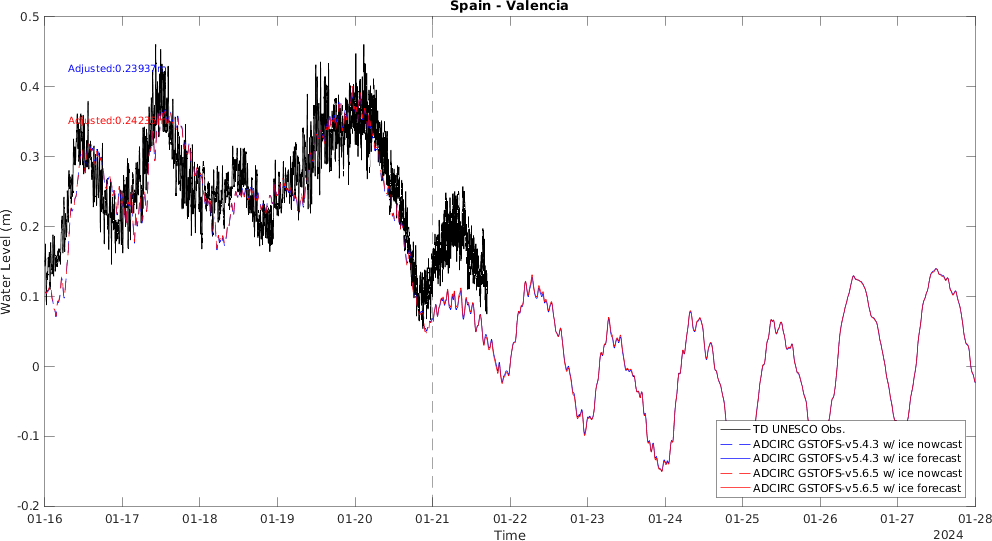 Spain - Valencia
0.5
0.4
0.3
0.2
0.1
0
-0.1
-0.2
Water Level (m)
Adjusted:0.23937m
TD UNESCO Obs.
ADCIRC GSTOFS-v5.4.3 w/ ice nowcast
ADCIRC GSTOFS-v5.4.3 w/ ice forecast
ADCIRC GSTOFS-v5.6.5 w/ ice nowcast
ADCIRC GSTOFS-v5.6.5 w/ ice forecast
01-16 01-17 01-18 01-19 01-20 01-21 01-22 01-23 01-24 01-25 01-26 01-27 01-28
Time
2024